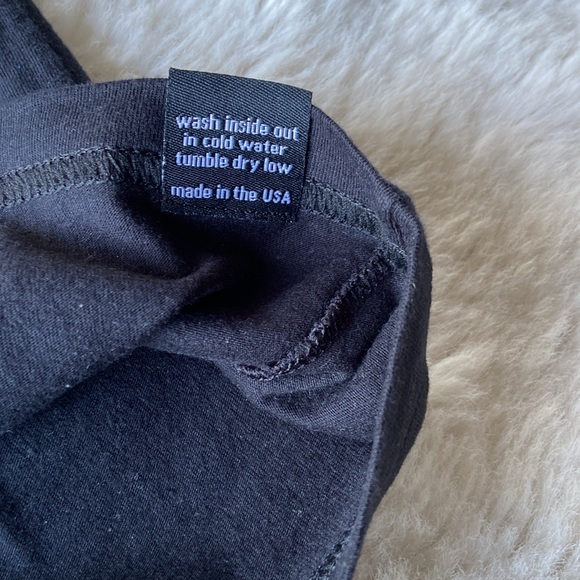 wash inside out
in cold water
tumble dry low
made in the USA